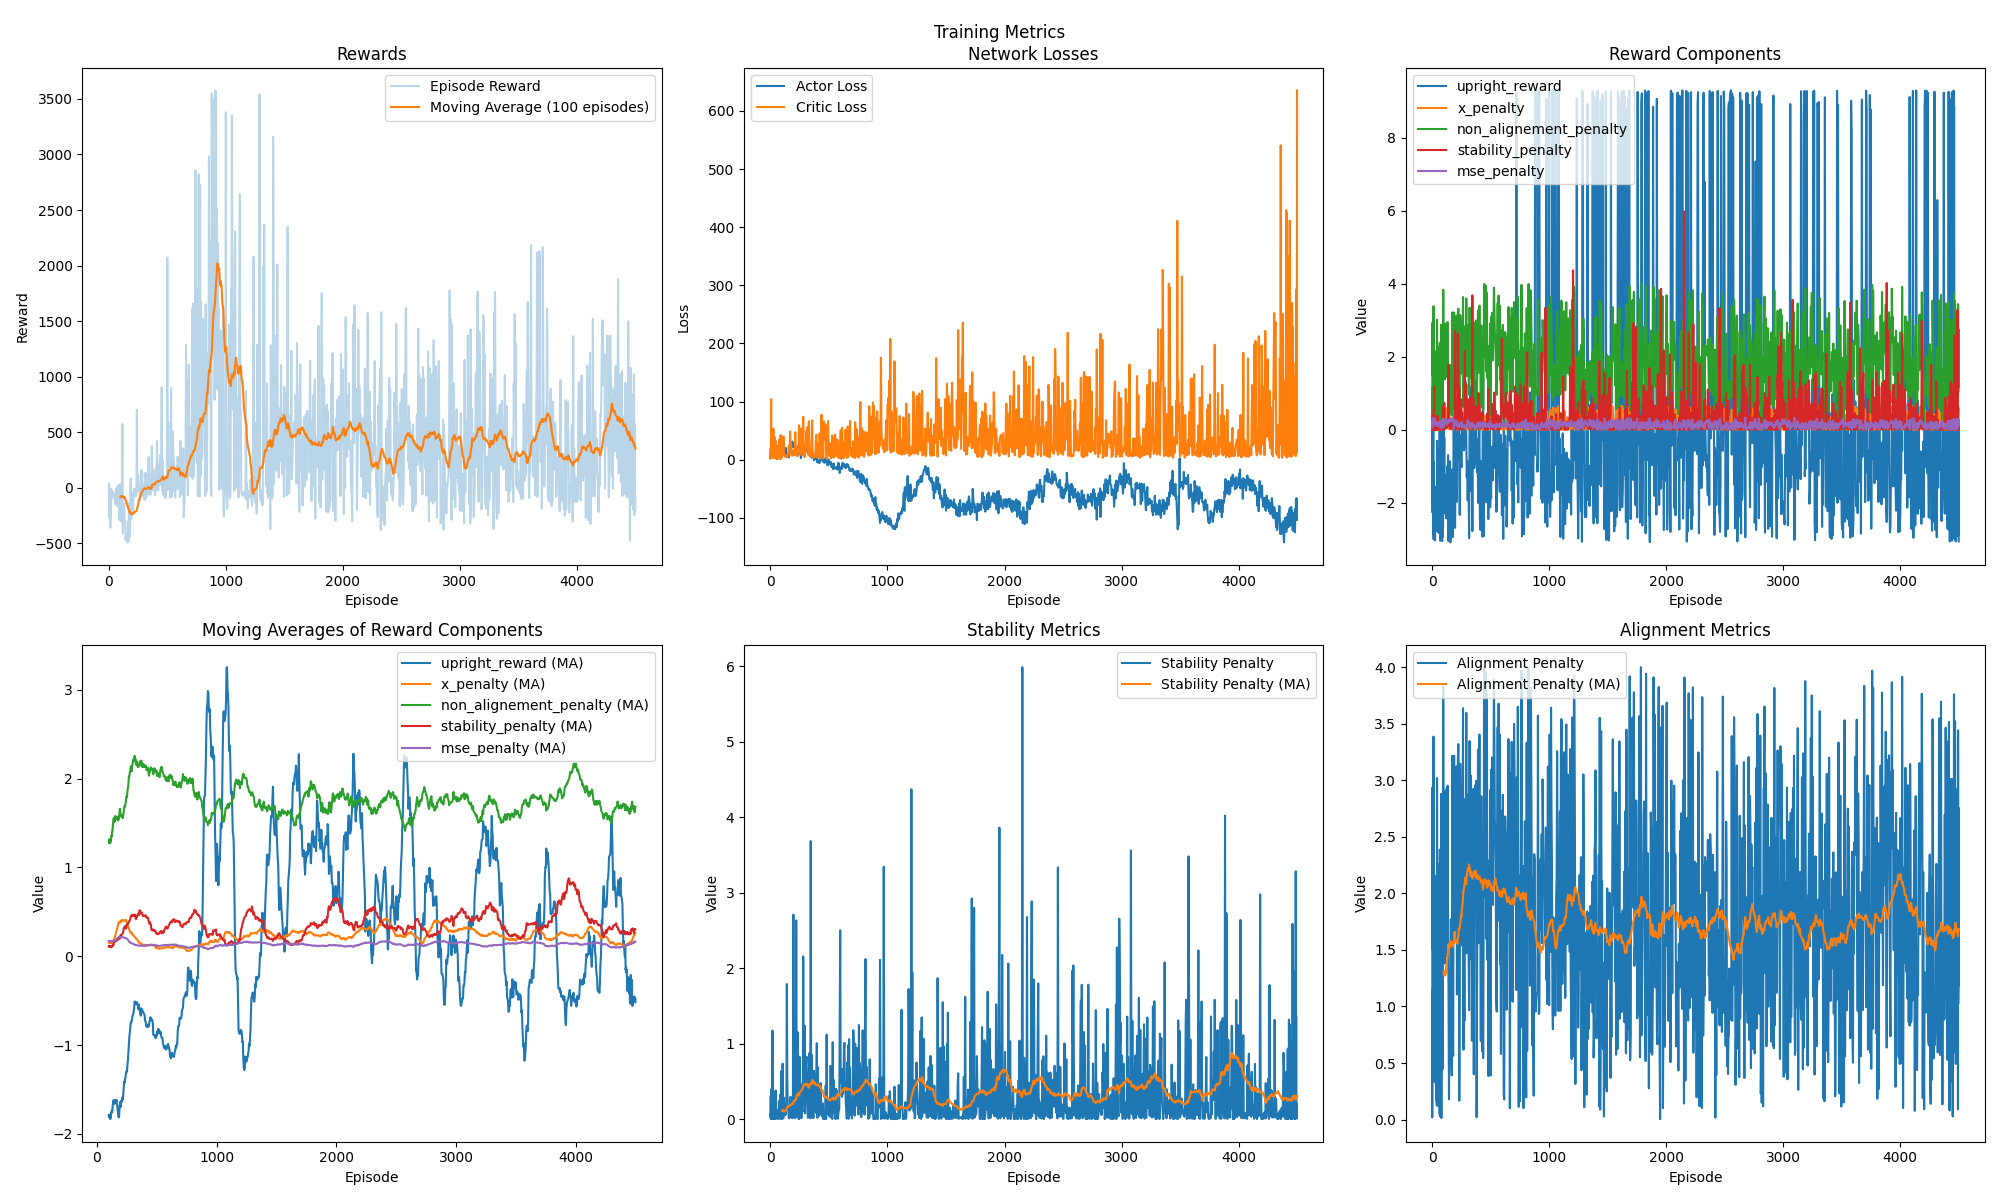 Training Metrics
Rewards
Episode Reward
Moving Average (100 episodes)
Reward
3500
3000
2500
2000
1500
1000
500
0
−500
0 1000 2000 3000 4000
Episode
Network Losses
Actor Loss
Critic Loss
Loss
600
500
400
300
200
100
0
−100
0 1000 2000 3000 4000
Episode
Reward Components
upright_reward
x_penalty
non_alignement_penalty
stability_penalty
mse_penalty
Value
8
6
4
2
0
−2
0 1000 2000 3000 4000
Episode
Moving Averages of Reward Components
upright_reward (MA)
x_penalty (MA)
non_alignement_penalty (MA)
stability_penalty (MA)
mse_penalty (MA)
Value
3
2
1
0
−1
−2
0 1000 2000 3000 4000
Episode
Stability Metrics
Stability Penalty
Stability Penalty (MA)
Value
6
5
4
3
2
1
0
0 1000 2000 3000 4000
Episode
Alignment Metrics
Alignment Penalty
Alignment Penalty (MA)
Value
4.0
3.5
3.0
2.5
2.0
1.5
1.0
0.5
0.0
0 1000 2000 3000 4000
Episode